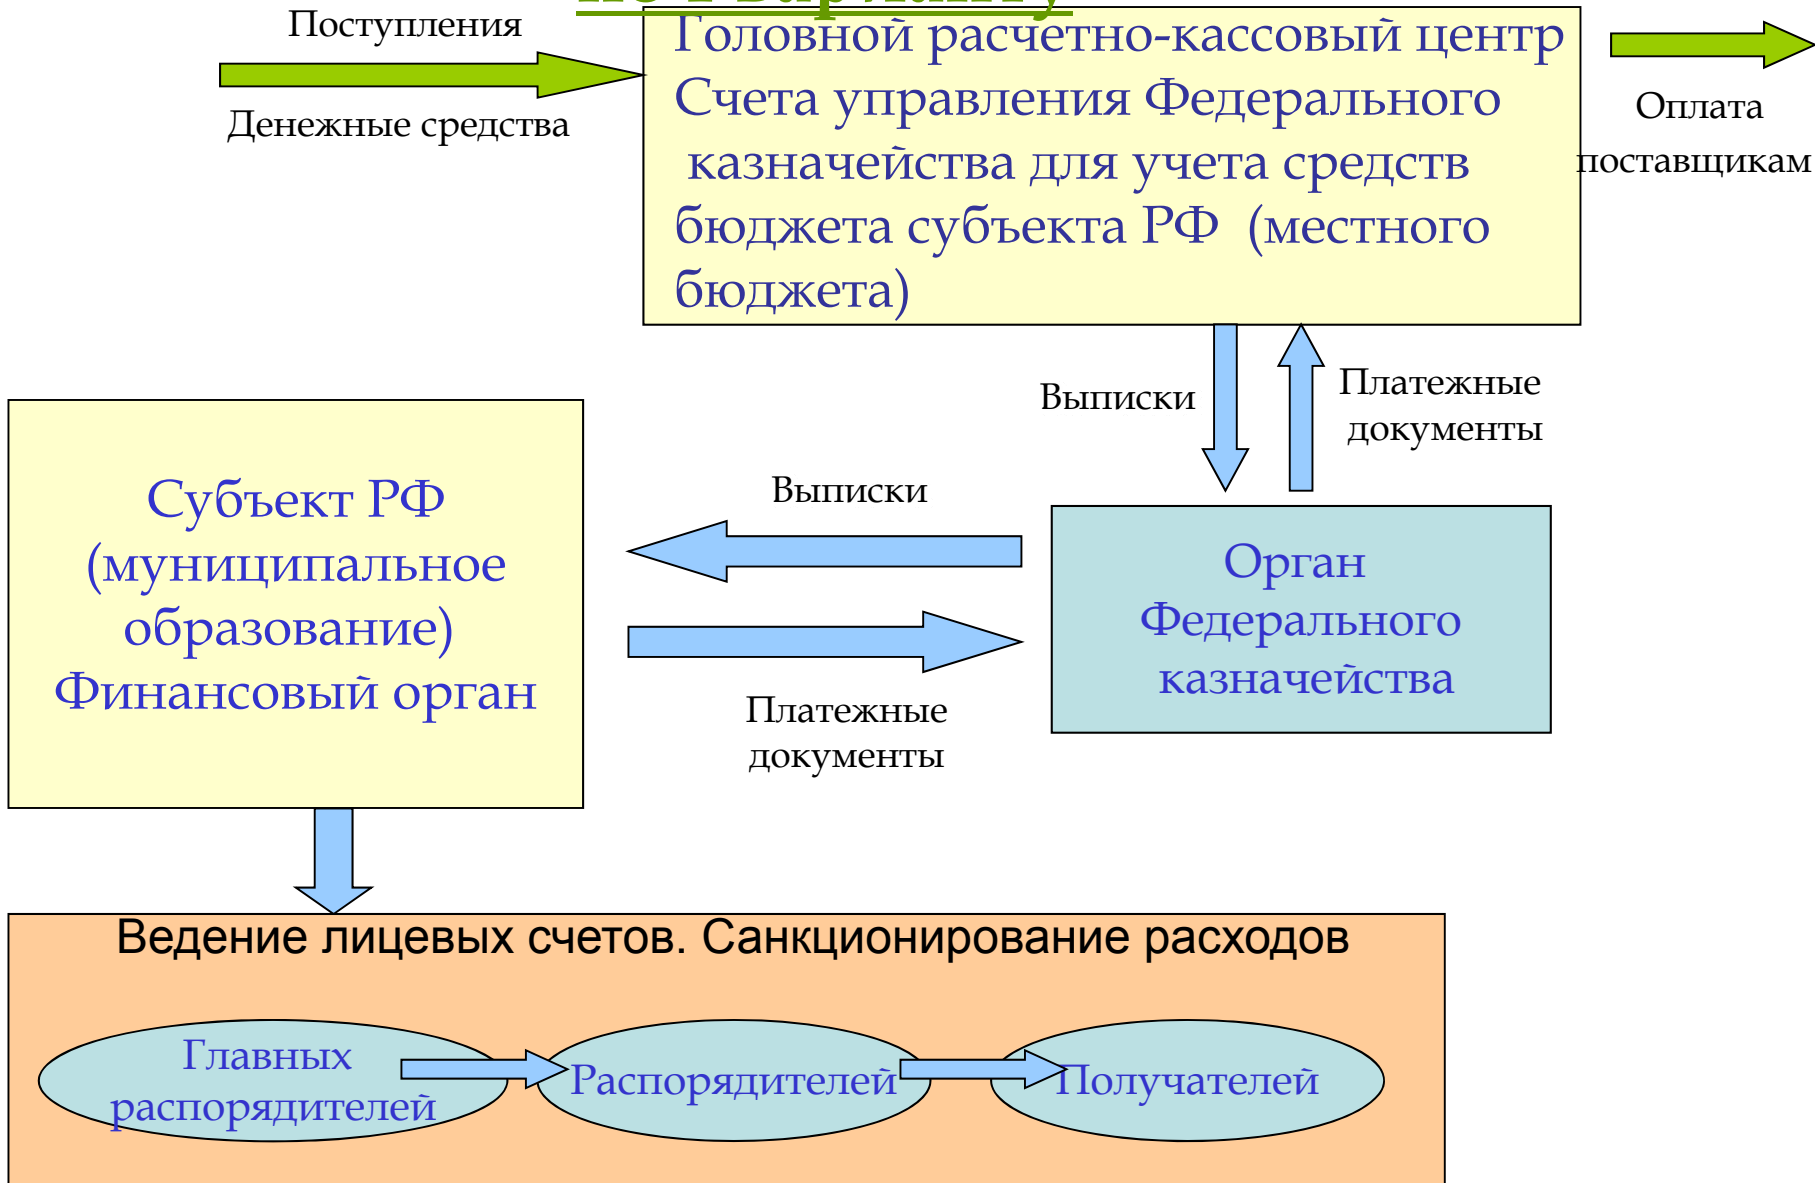 по I варианту
Поступления
Денежные средства
Головной расчетно-кассовый центр
Счета управления Федерального
казначейства для учета средств
бюджета субъекта РФ (местного
бюджета)
Оплата
поставщикам
Выписки
Платежные
документы
Субъект РФ
(муниципальное
образование)
Финансовый орган
Выписки
Платежные
документы
Орган
Федерального
казначейства
Ведение лицевых счетов. Санкционирование расходов
Главных
распорядителей
Распорядителей
Получателей